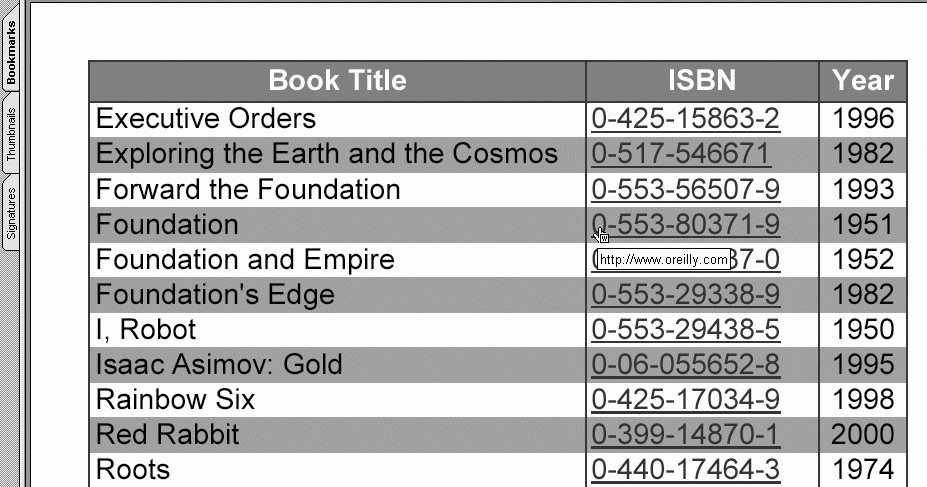 Bookmarks
Thumbnails
Signatures
Book Title ISBN Year
Executive Orders 0-425-15863-2 1996
Exploring the Earth and the Cosmos 0-517-546671 1982
Forward the Foundation 0-553-56507-9 1993
Foundation 0-553-80371-9 1951
Foundation and Empire 37-0 1952
http://www.oreilly.com
Foundation's Edge 0-553-29338-9 1982
I, Robot 0-553-29438-5 1950
Isaac Asimov: Gold 0-06-055652-8 1995
Rainbow Six 0-425-17034-9 1998
Red Rabbit 0-399-14870-1 2000
Roots 0-440-17464-3 1974